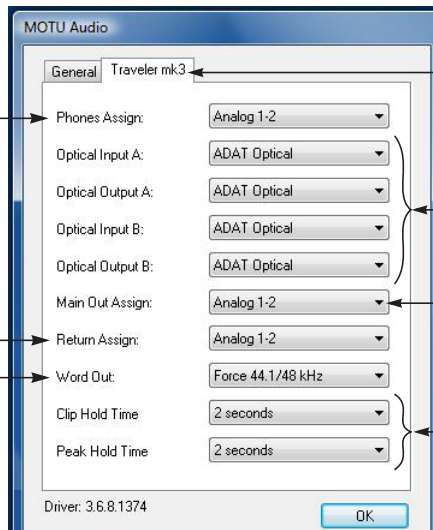 MOTU Audio
General Traveler mk3
Phones Assign: Analog 1-2
Optical Input A: ADAT Optical
Optical Output A: ADAT Optical
Optical Input B: ADAT Optical
Optical Output B: ADAT Optical
Main Out Assign: Analog 1-2
Return Assign: Analog 1-2
Word Out: Force 44.1/48 kHz
Clip Hold Time 2 seconds
Peak Hold Time 2 seconds
Driver: 3.6.8.1374
OK